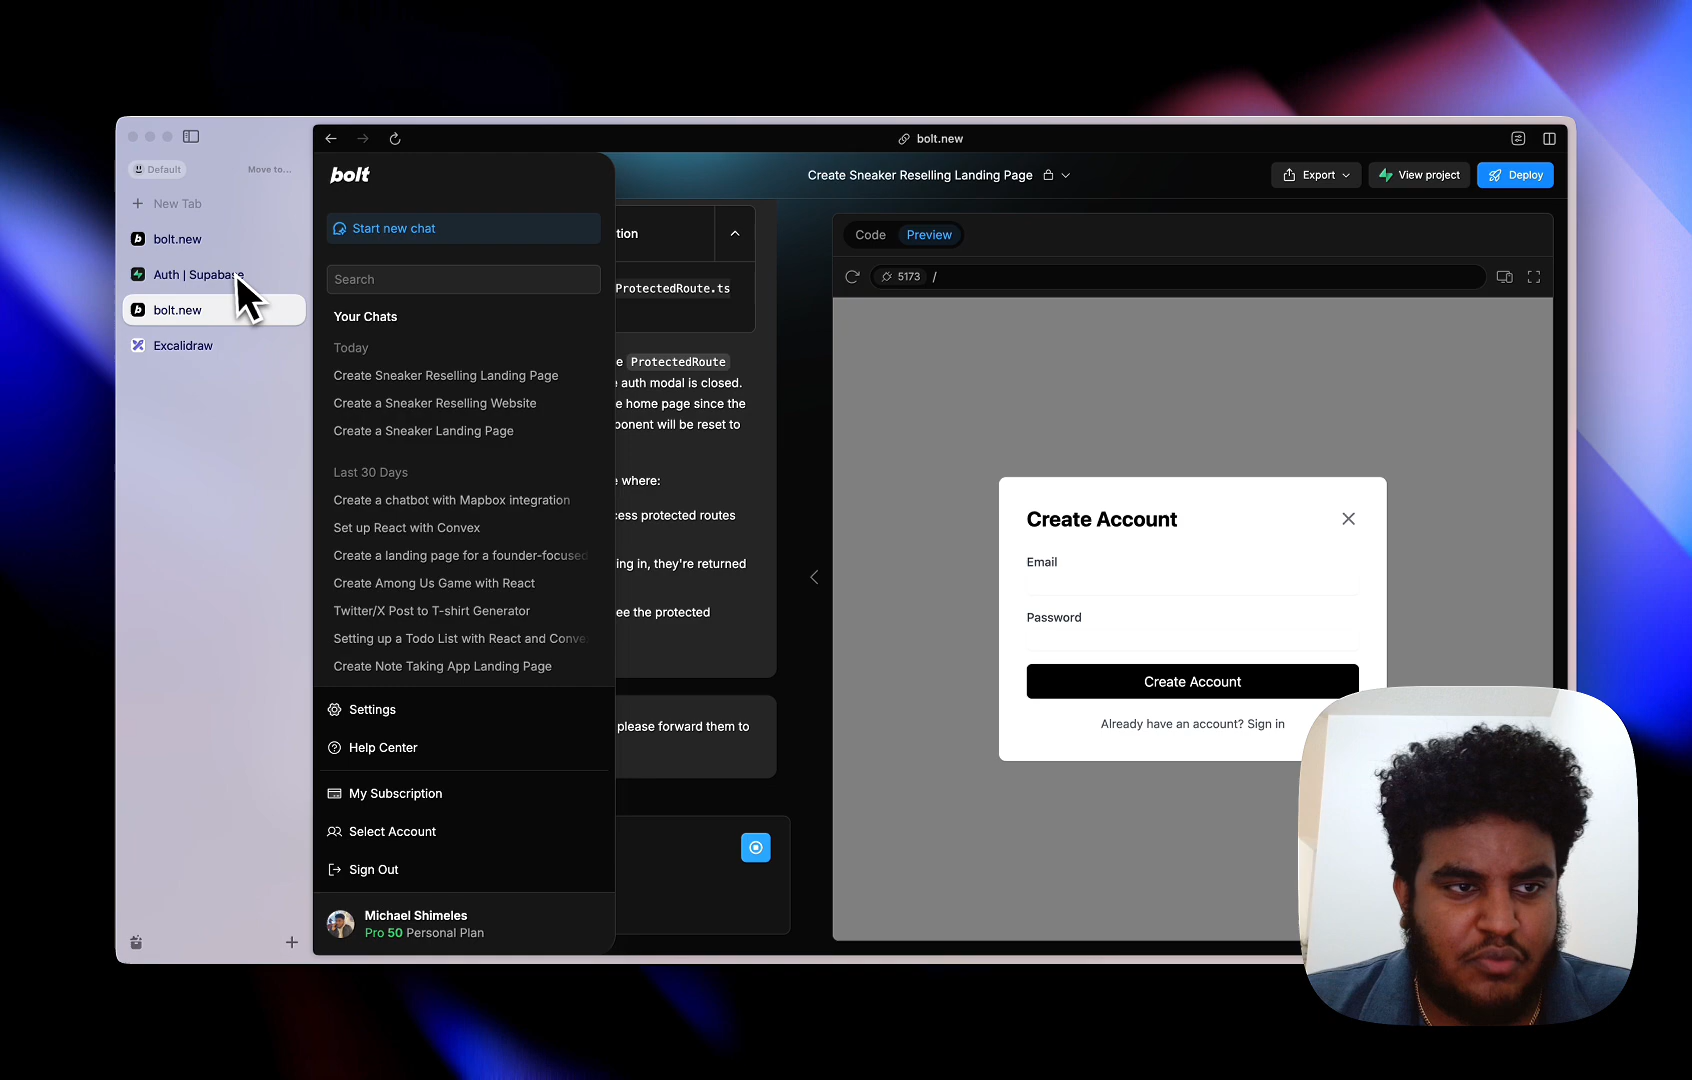 Default
Move to...
New Tab
bolt.new
Auth | Supabase
bolt.new
Excalidraw
bolt.new
bolt
Start new chat
Search
Your Chats
Today
Create Sneaker Reselling Landing Page
Create a Sneaker Reselling Website
Create a Sneaker Landing Page
Last 30 Days
Create a chatbot with Mapbox integration
Set up React with Convex
Create a landing page for a founder-focused
Create Among Us Game with React
Twitter/X Post to T-shirt Generator
Setting up a Todo List with React and Conve
Create Note Taking App Landing Page
Settings
Help Center
My Subscription
Select Account
Sign Out
Michael Shimeles
Pro 50 Personal Plan
Create Sneaker Reselling Landing Page
Export
View project
Deploy
tion
ProtectedRoute.ts
e ProtectedRoute
auth modal is closed.
e home page since the
ponent will be reset to
where:
cess protected routes
ing in, they're returned
ee the protected
please forward them to
Code
Preview
5173 /
Create Account
Email
Password
Create Account
Already have an account? Sign in